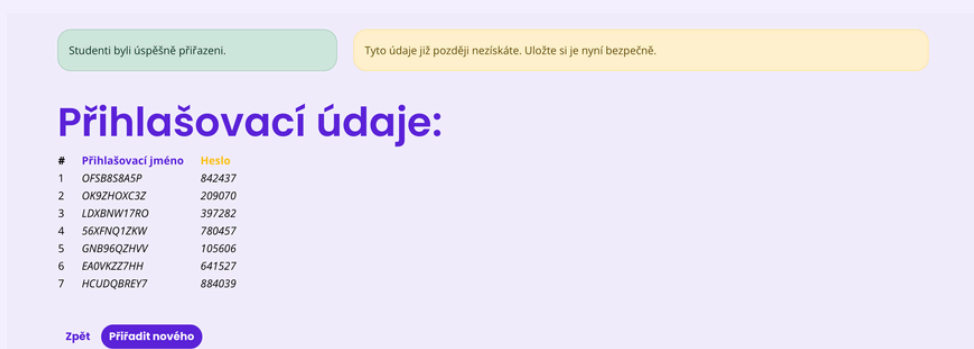 Studenti byli úspěšně přiřazeni.
Tyto údaje již později nezískáte. Uložte si je nyní bezpečně.
Přihlašovací údaje:
# Přihlašovací jméno Heslo
1 OFSB8S8A5P 842437
2 OK9ZHOXC3Z 209070
3 LDXBNW17RO 397282
4 56XFNQ1ZKW 780457
5 GNB96QZHVV 105606
6 EA0VKZZ7HH 641527
7 HCUDQBREY7 884039
Zpět Přiřadit nového